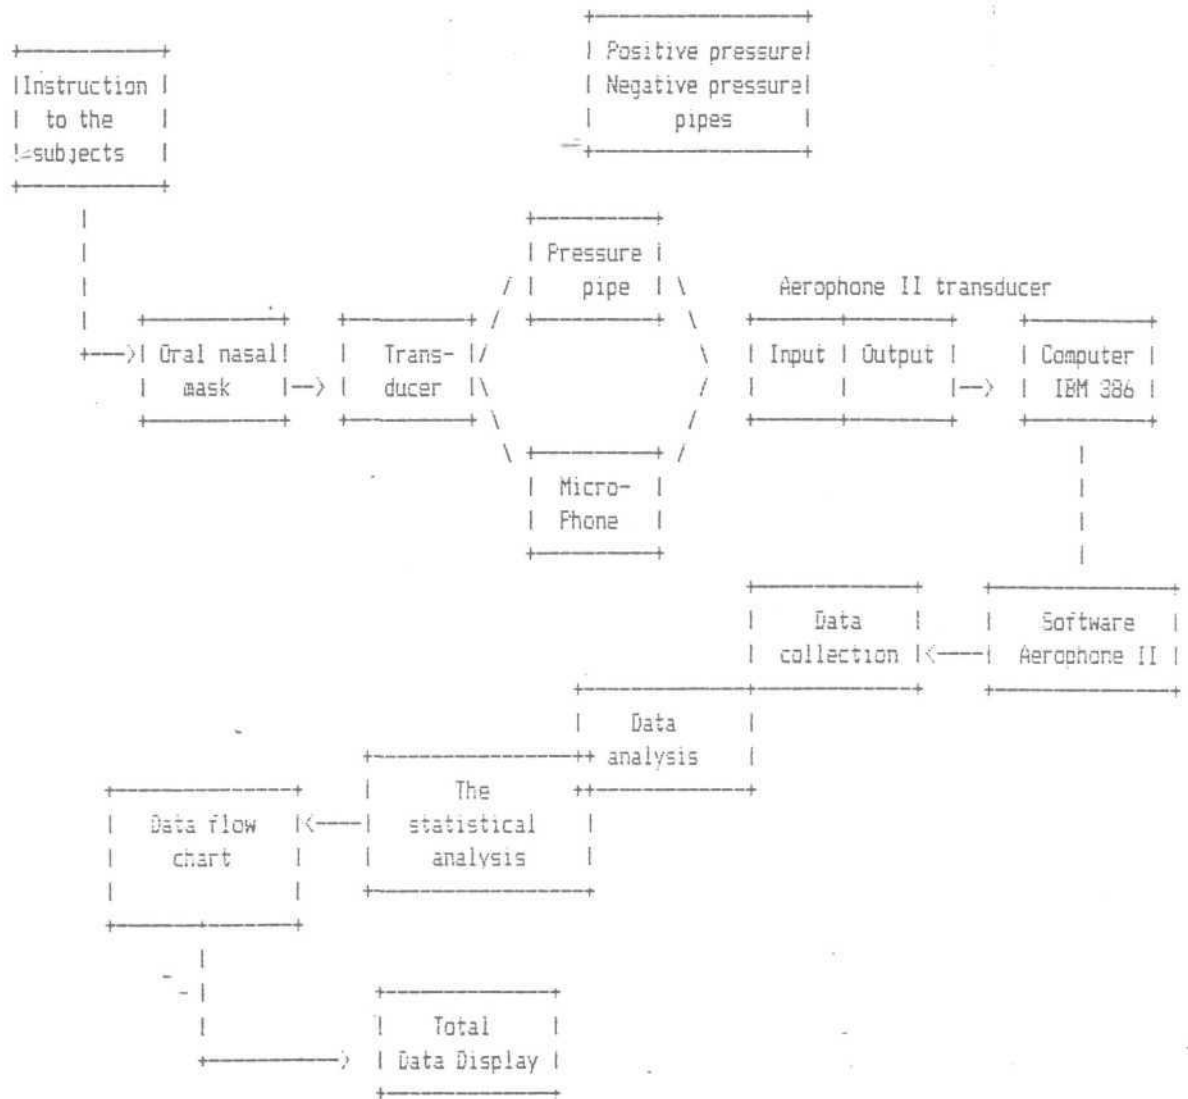 Positive pressure
Negative pressure
pipes
Instruction
to the
subjects
Pressure
pipe
Aerophone II transducer
Oral nasal
mask
Trans-
ducer
Input
Output
Computer
IBM 386
Micro-
Phone
Data
collection
Software
Aerophone II
Data
analysis
The
statistical
analysis
Data flow
chart
Total
Data Display